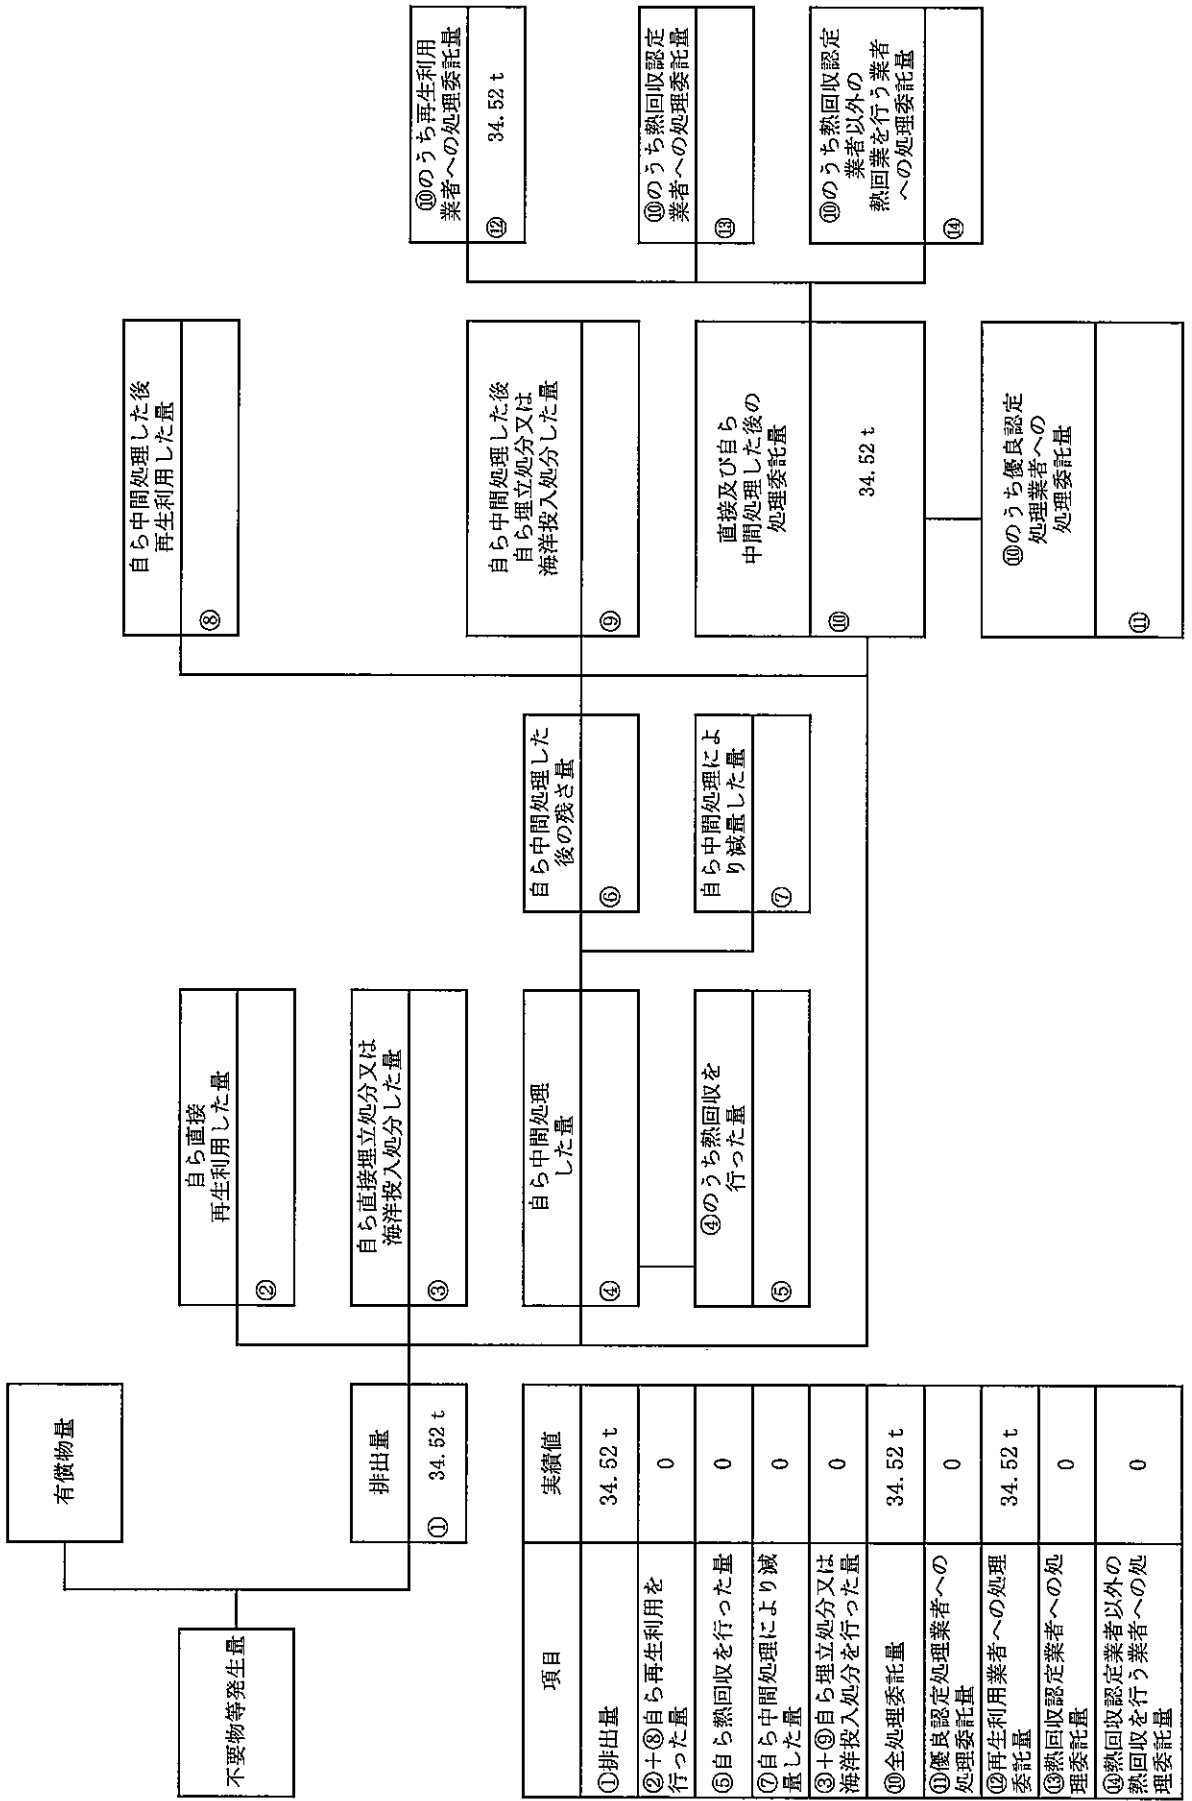 有償物量
不要物等発生量
排出量
① 34.52 t
自ら直接
再生利用した量
②
自ら直接埋立処分又は
海洋投入処分した量
③
自ら中間処理
した量
④
④のうち熱回収を
行った量
⑤
自ら中間処理した
後の残さ量
⑥
自ら中間処理によ
り減量した量
⑦
自ら中間処理した後
再生利用した量
⑧
自ら中間処理した後
自ら埋立処分又は
海洋投入処分した量
⑨
直接及び自ら
中間処理した後の
処理委託量
34.52 t
⑩
⑩のうち優良認定
処理業者への
処理委託量
⑪
⑩のうち再生利用
業者への処理委託量
⑫ 34.52 t
⑩のうち熱回収認定
業者への処理委託量
⑬
⑩のうち熱回収認定
業者以外の
熱回業を行う業者
への処理委託量
⑭
項目 実績値
①排出量 34.52 t
②+⑧自ら再生利用を
行った量 0
⑤自ら熱回収を行った量 0
⑦自ら中間処理により減
量した量 0
③+⑨自ら埋立処分又は
海洋投入処分を行った量 0
⑩全処理委託量 34.52 t
⑪優良認定処理業者への
処理委託量 0
⑫再生利用業者への処理
委託量 34.52 t
⑬熱回収認定業者への処
理委託量 0
⑭熱回収認定業者以外の
熱回収を行う業者への処
理委託量 0